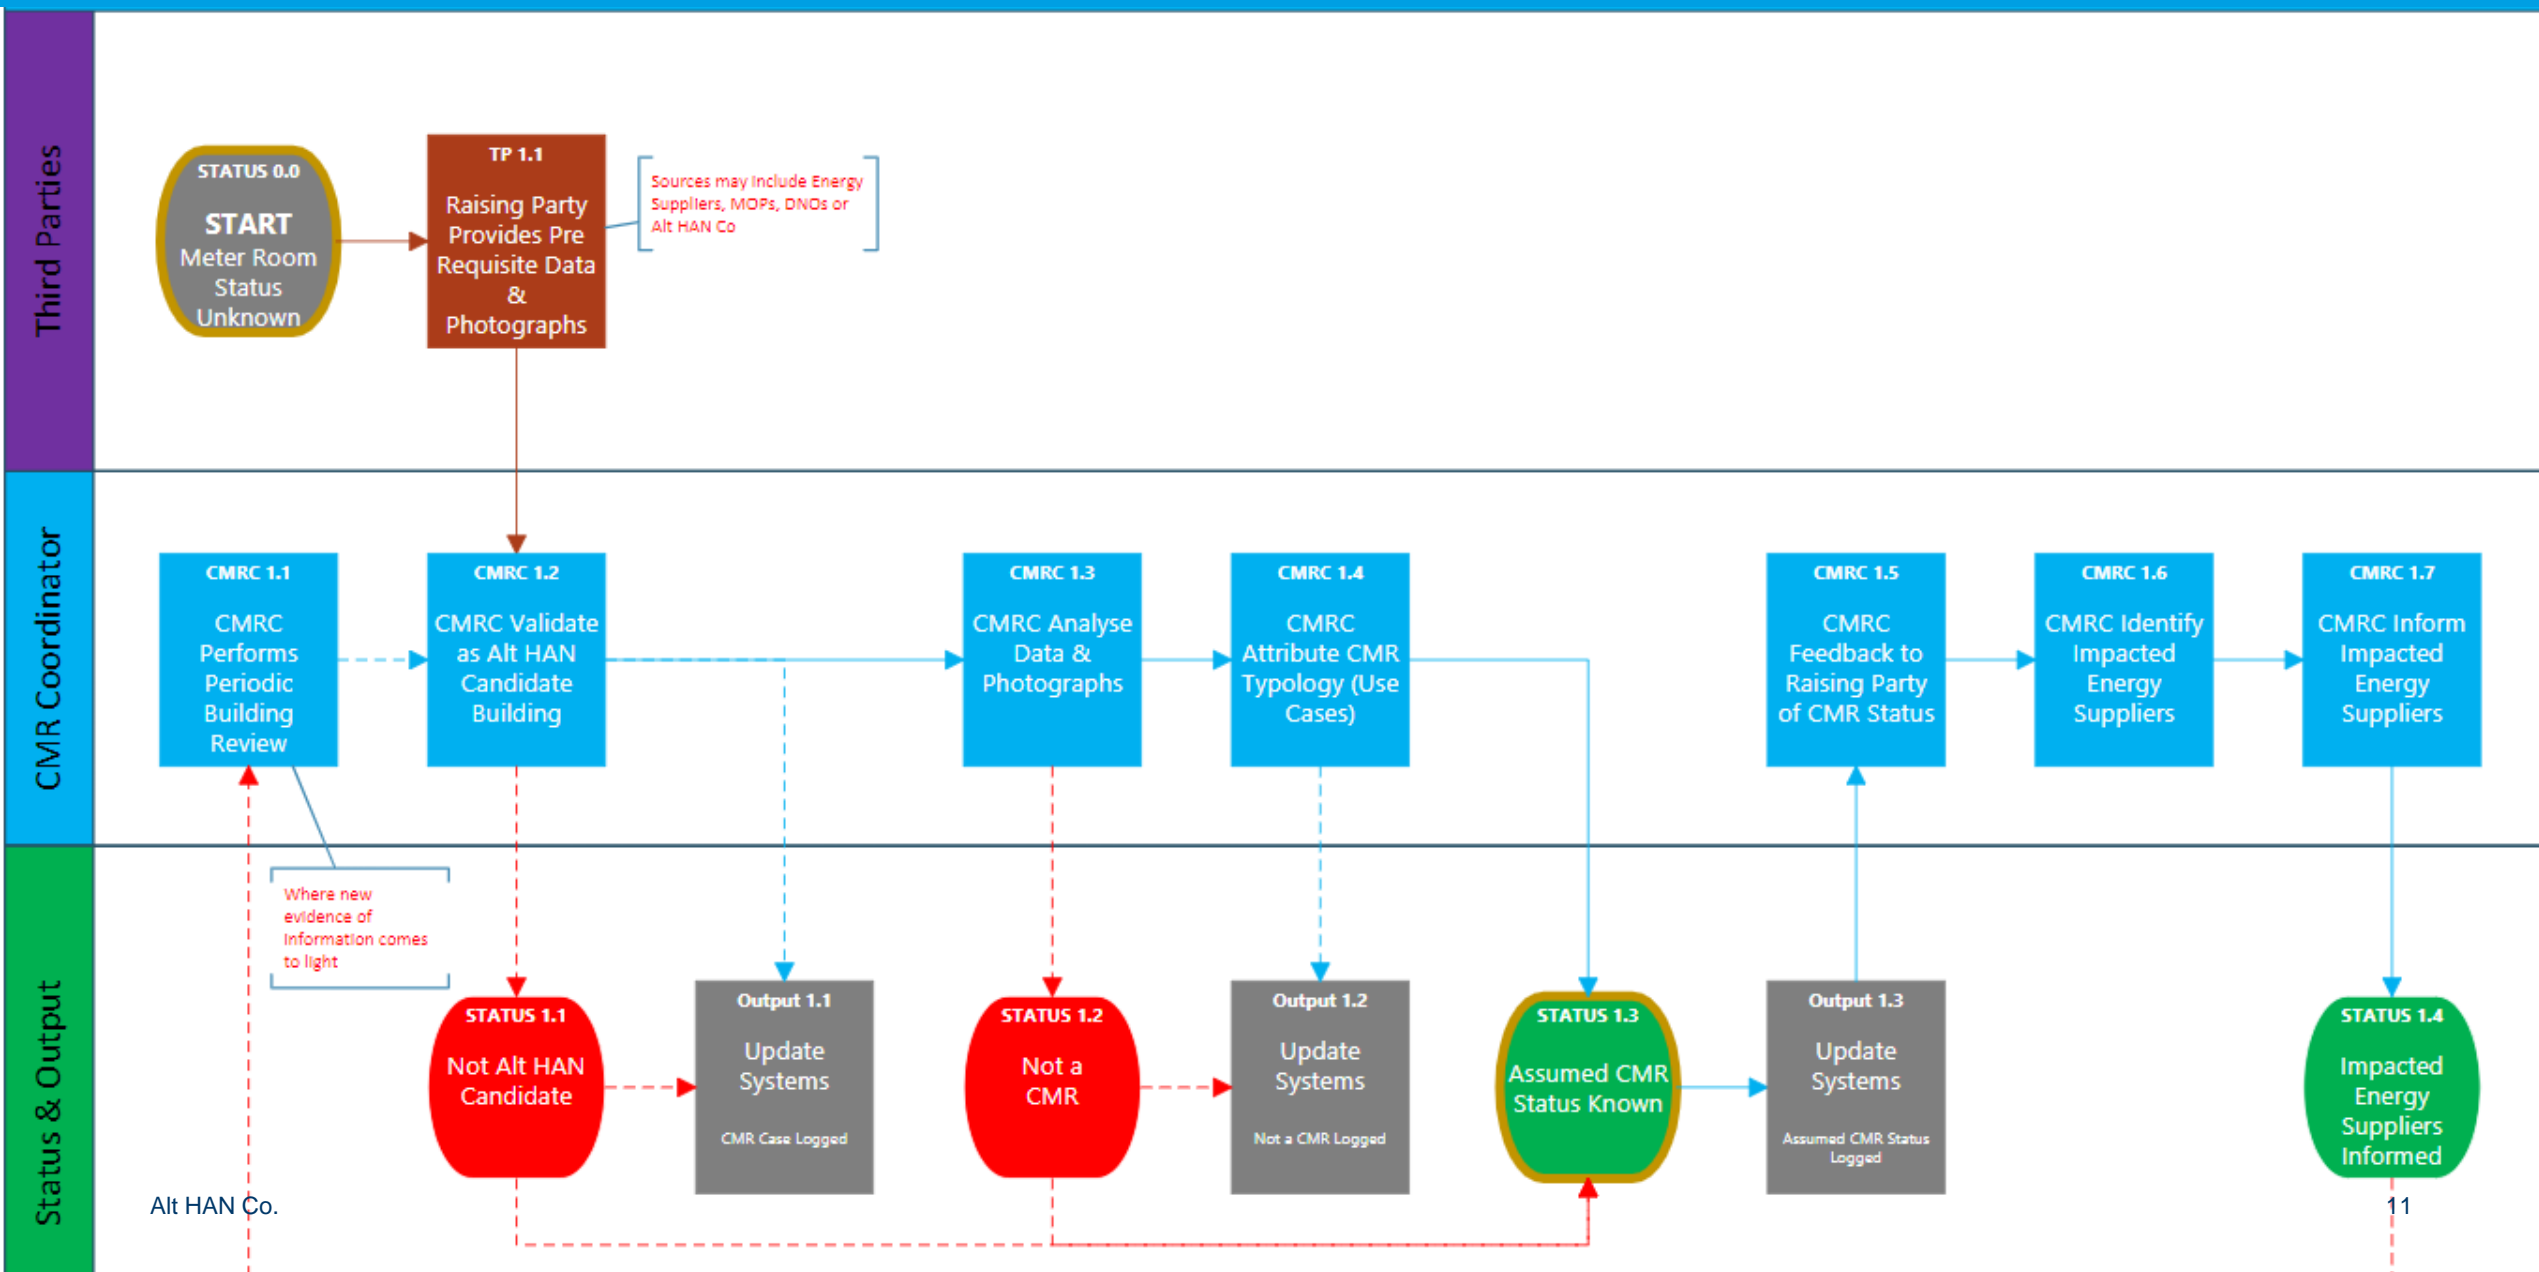 Third Parties
STATUS 0.0
START
Meter Room
Status
Unknown
TP 1.1
Raising Party
Provides Pre
Requisite Data
&
Photographs
Sources may Include Energy
Suppliers, MOPs, DNOs or
Alt HAN Co
CMR Coordinator
CMRC 1.1
CMRC
Performs
Periodic
Building
Review
CMRC 1.2
CMRC Validate
as Alt HAN
Candidate
Building
CMRC 1.3
CMRC Analyse
Data &
Photographs
CMRC 1.4
CMRC
Attribute CMR
Typology (Use
Cases)
CMRC 1.5
CMRC
Feedback to
Raising Party
of CMR Status
CMRC 1.6
CMRC Identify
Impacted
Energy
Suppliers
CMRC 1.7
CMRC Inform
Impacted
Energy
Suppliers
Status & Output
Where new
evidence of
Information comes
to light
STATUS 1.1
Not Alt HAN
Candidate
Output 1.1
Update
Systems
CMR Case Logged
STATUS 1.2
Not a
CMR
Output 1.2
Update
Systems
Not a CMR Logged
STATUS 1.3
Assumed CMR
Status Known
Output 1.3
Update
Systems
Assumed CMR Status
Logged
STATUS 1.4
Impacted
Energy
Suppliers
Informed
Alt HAN Co.
11